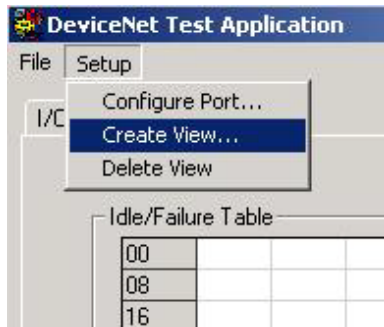 DeviceNet Test Application
File Setup
Configure Port...
I/C
Create View...
Delete View
Idle/Failure Table
00
08
16